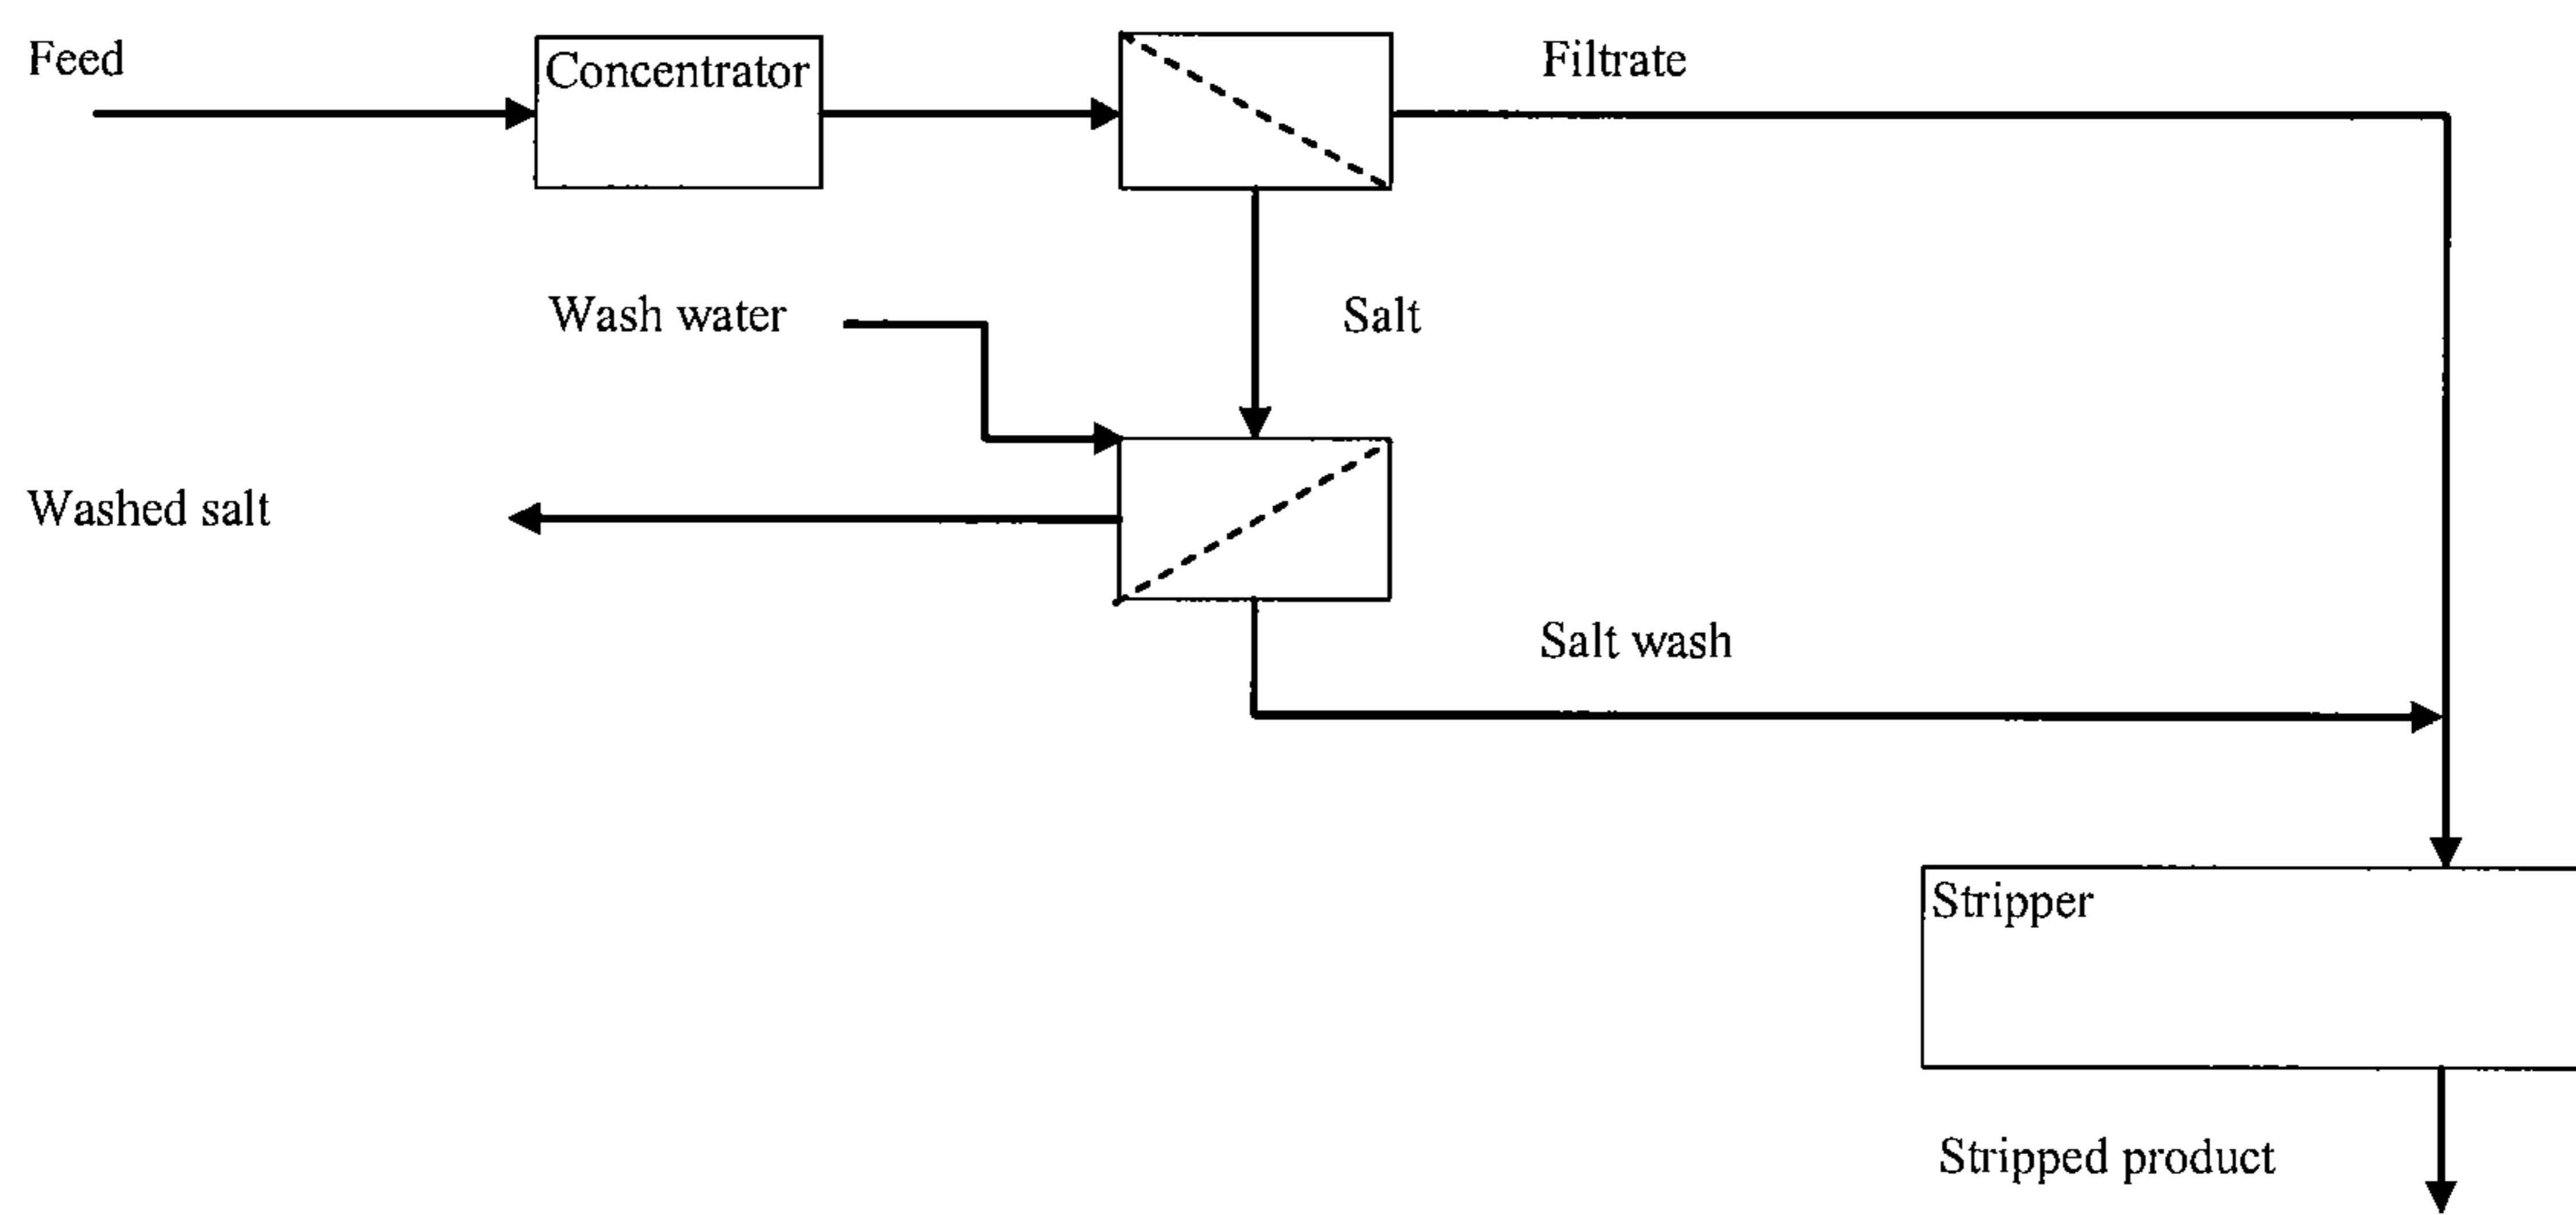 Feed
Concentrator
Filtrate
Wash water
Salt
Washed salt
Salt wash
Stripper
Stripped product